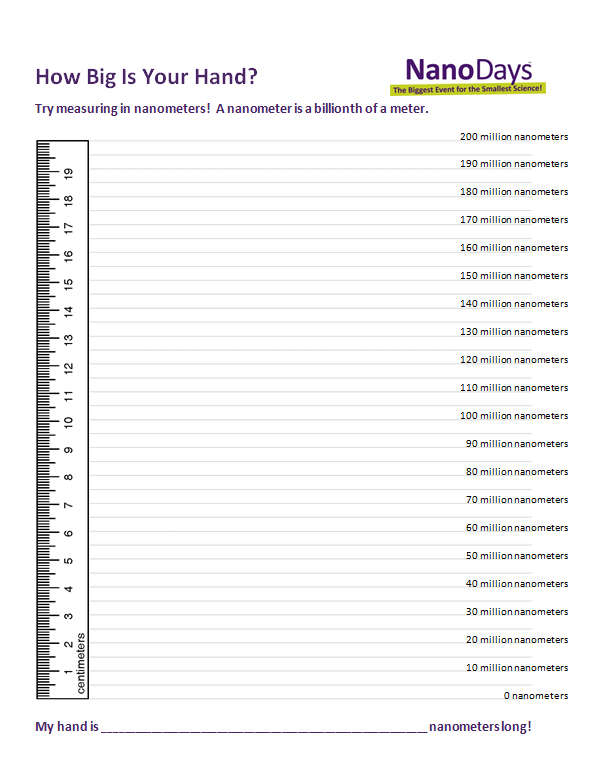 How Big Is Your Hand?
NanoDays
The Biggest Event for the Smallest Science!
Try measuring in nanometers! A nanometer is a billionth of a meter.
200 million nanometers
190 million nanometers
19
180 million nanometers
18
170 million nanometers
17
160 million nanometers
16
150 million nanometers
15
140 million nanometers
14
130 million nanometers
13
120 million nanometers
12
110 million nanometers
11
100 million nanometers
10
90 million nanometers
9
80 million nanometers
8
70 million nanometers
7
60 million nanometers
6
50 million nanometers
5
40 million nanometers
4
30 million nanometers
3
20 million nanometers
2
10 million nanometers
1
centimeters
0 nanometers
My hand is ______________________________________________ nanometers long!